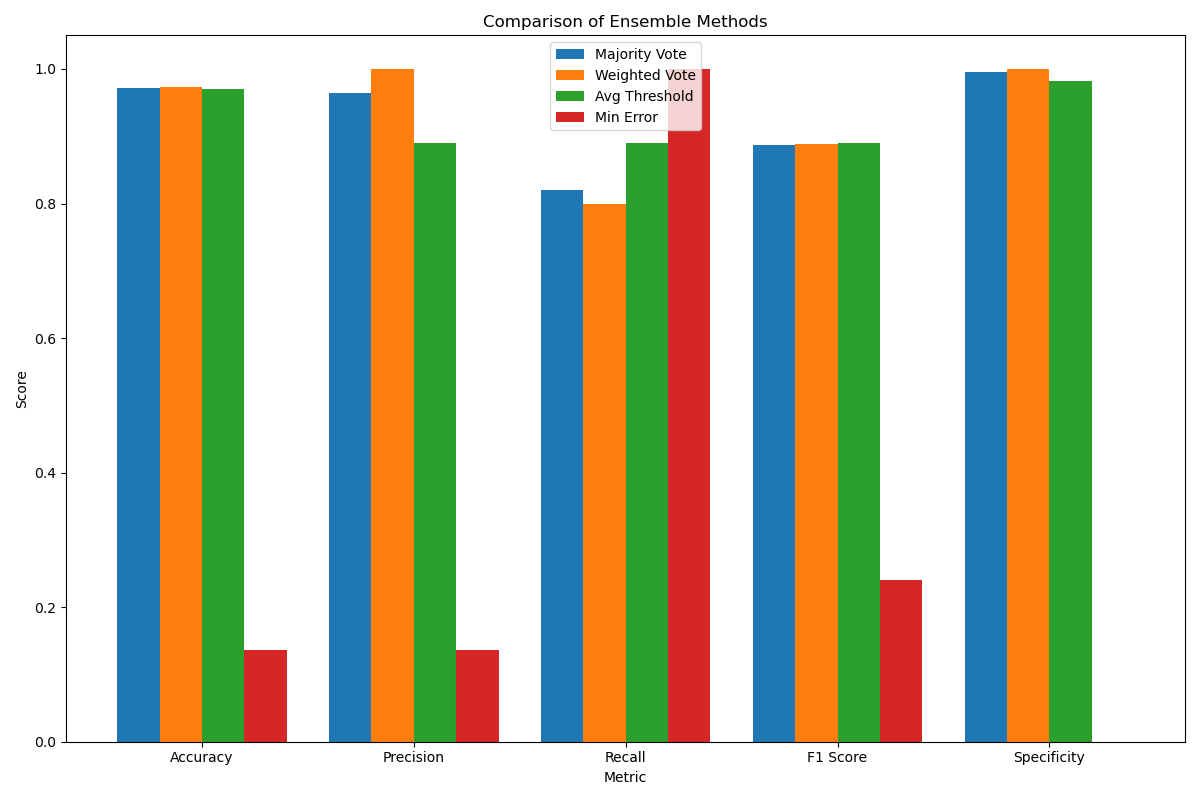 Comparison of Ensemble Methods
Majority Vote
Weighted Vote
Avg Threshold
Min Error
1.0
0.8
0.6
0.4
0.2
0.0
Score
Accuracy
Precision
Recall
F1 Score
Specificity
Metric